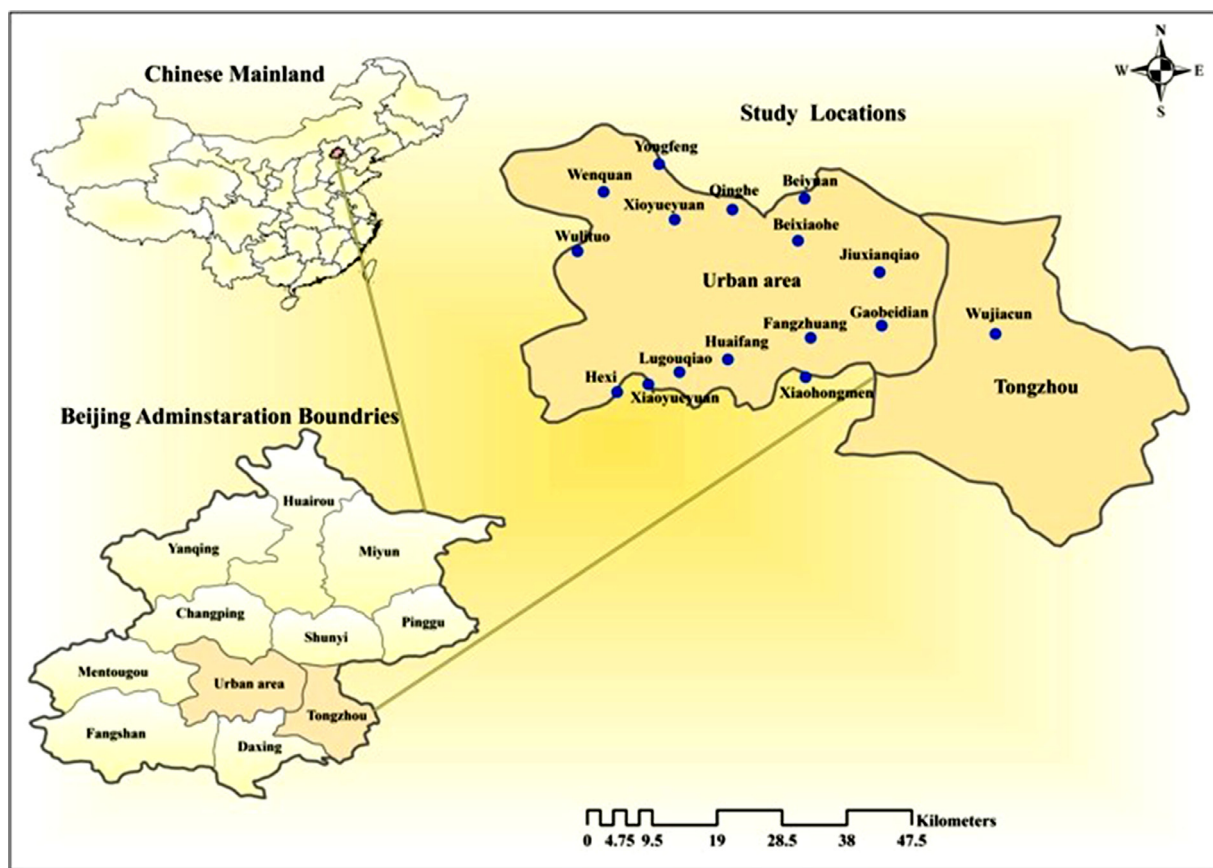 N
W E
S
Chinese Mainland
Study Locations
Yongfeng
Wenquan
Qinghe
Beiyuan
Xioyueyuan
Beixiaohe
Wulituo
Jiuxianqiao
Urban area
Gaobeidian
Wujiacun
Fangzhuang
Huaifang
Lugouqiao
Hexi
Xiaoyueyuan
Xiaohongmen
Tongzhou
Beijing Adminstaration Boundries
Huairou
Yanqing
Miyun
Changping
Pinggu
Shunyi
Mentougou
Urban area
Tongzhou
Fangshan
Daxing
Kilometers
0 4.75 9.5 19 28.5 38 47.5